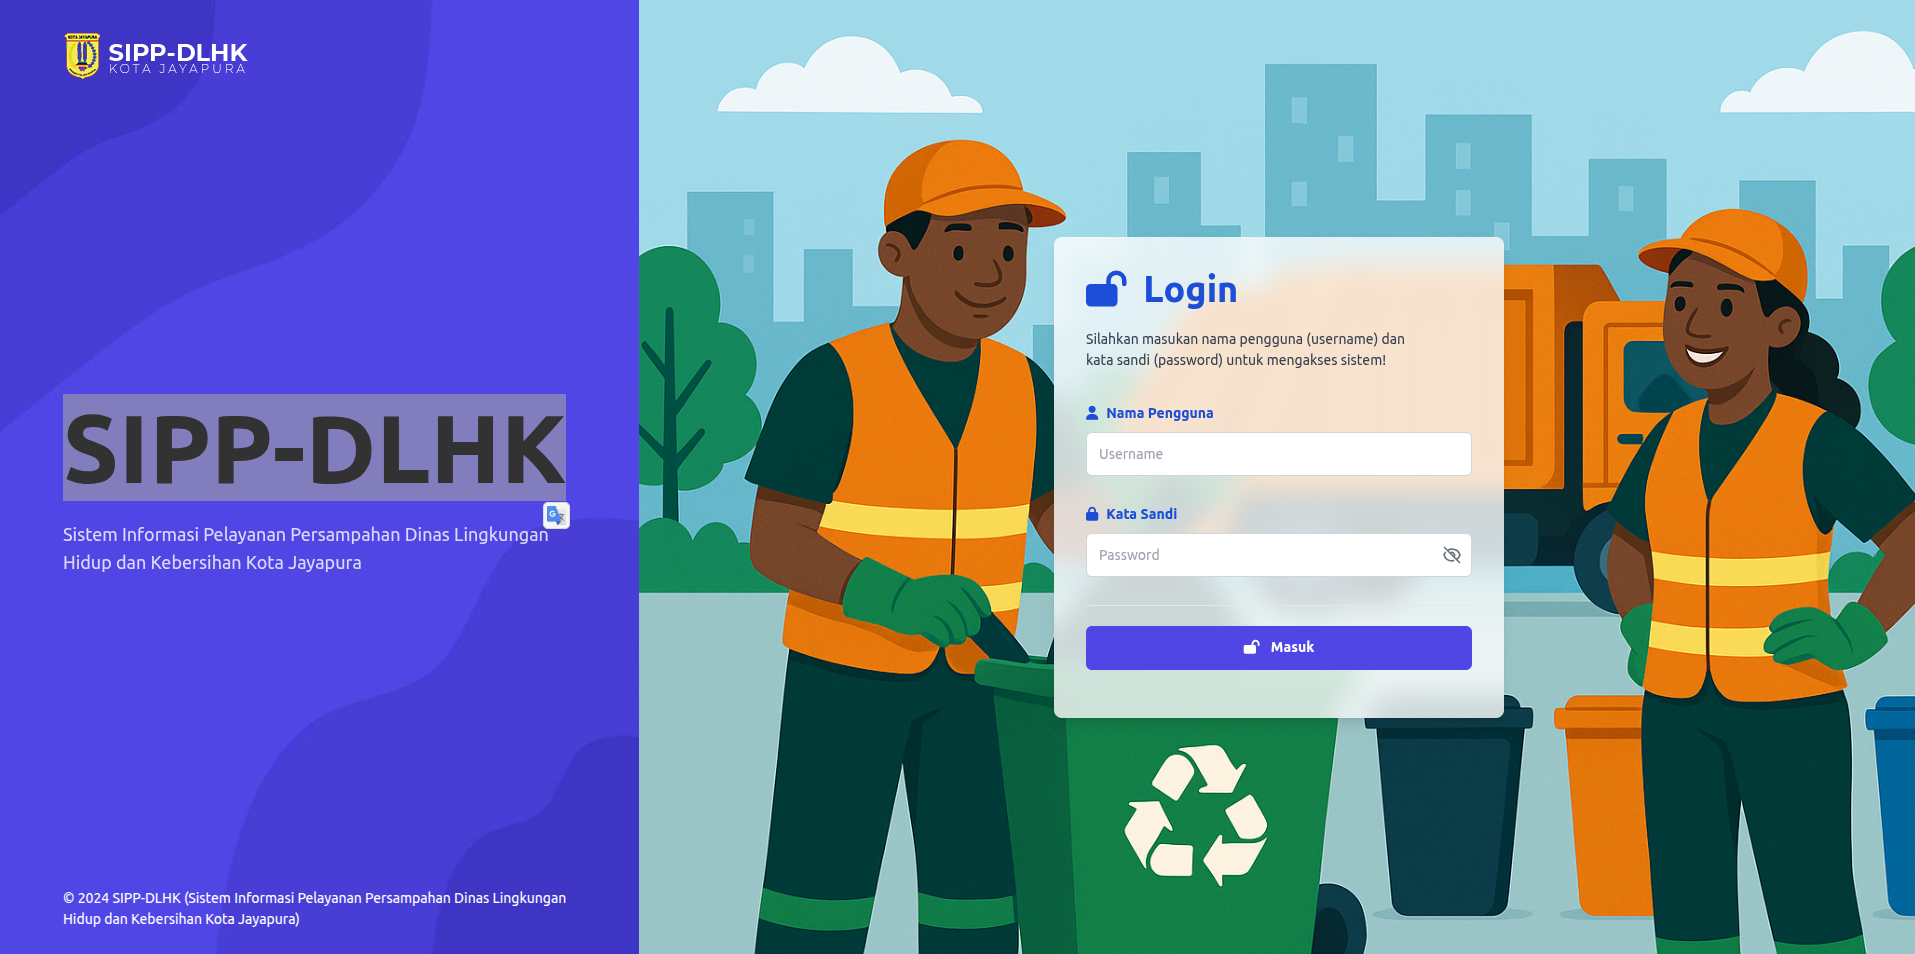 SIPP-DLHK
KOTA JAYAPURA
SIPP-DLHK
Sistem Informasi Pelayanan Persampahan Dinas Lingkungan
Hidup dan Kebersihan Kota Jayapura
© 2024 SIPP-DLHK (Sistem Informasi Pelayanan Persampahan Dinas Lingkungan
Hidup dan Kebersihan Kota Jayapura)
Login
Silahkan masukan nama pengguna (username) dan
kata sandi (password) untuk mengakses sistem!
Nama Pengguna
Username
Kata Sandi
Password
Masuk